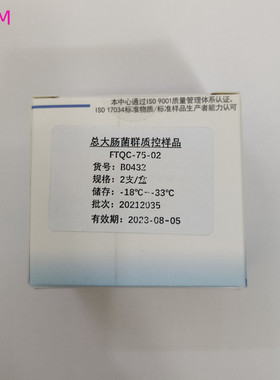 M
本中心通过ISO 9001质量管理体系认证、
ISO 17034标准物质/标准样品生产者能力认可
总大肠菌群质控样品
FTQC-75-02
货号：B0432
规格：2支/盒
储存：-18℃~-33℃
批次：20212035
有效期：2023-08-05